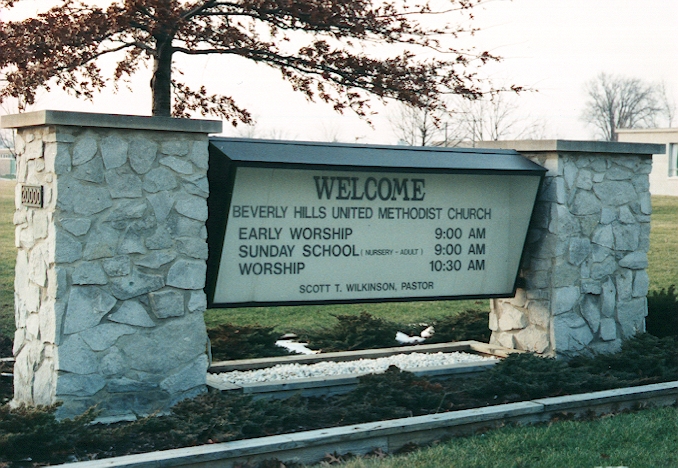 WELCOME
BEVERLY HILLS UNITED METHODIST CHURCH
EARLY WORSHIP 9:00 AM
SUNDAY SCHOOL (NURSERY - ADULT) 9:00 AM
WORSHIP 10:30 AM
SCOTT T. WILKINSON, PASTOR